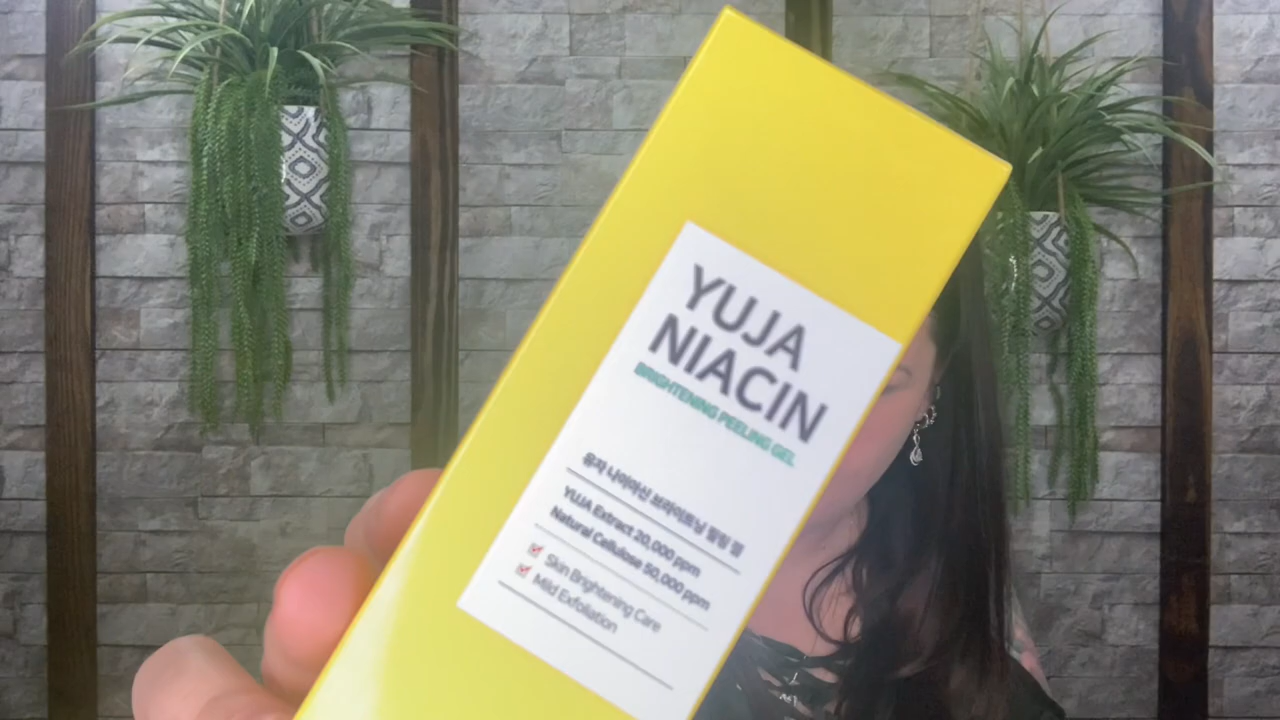 YUJA
NIACIN
BRIGHTENING PEELING GEL
유자 나이아신 브라이트닝 필링 젤
YUJA Extract 20,000 ppm
Natural Cellulose 50,000 ppm
Skin Brightening Care
Mild Exfoliation